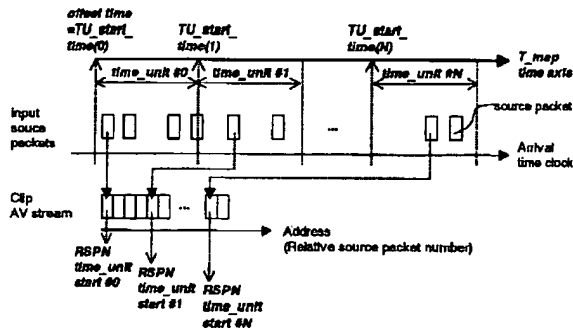 offset time
=TU_start_
time(0)
TU_start_
time(1)
TU_start_
time(N)
T_map
time axis
time_unit #0
time_unit #1
time_unit #N
source packet
input
souce
packets
...
Arrival
time clock
Clip
AV stream
...
Address
(Relative source packet number)
RSPN
time_unit
start #0
RSPN
time_unit
start #1
RSPN
time_unit
start #N